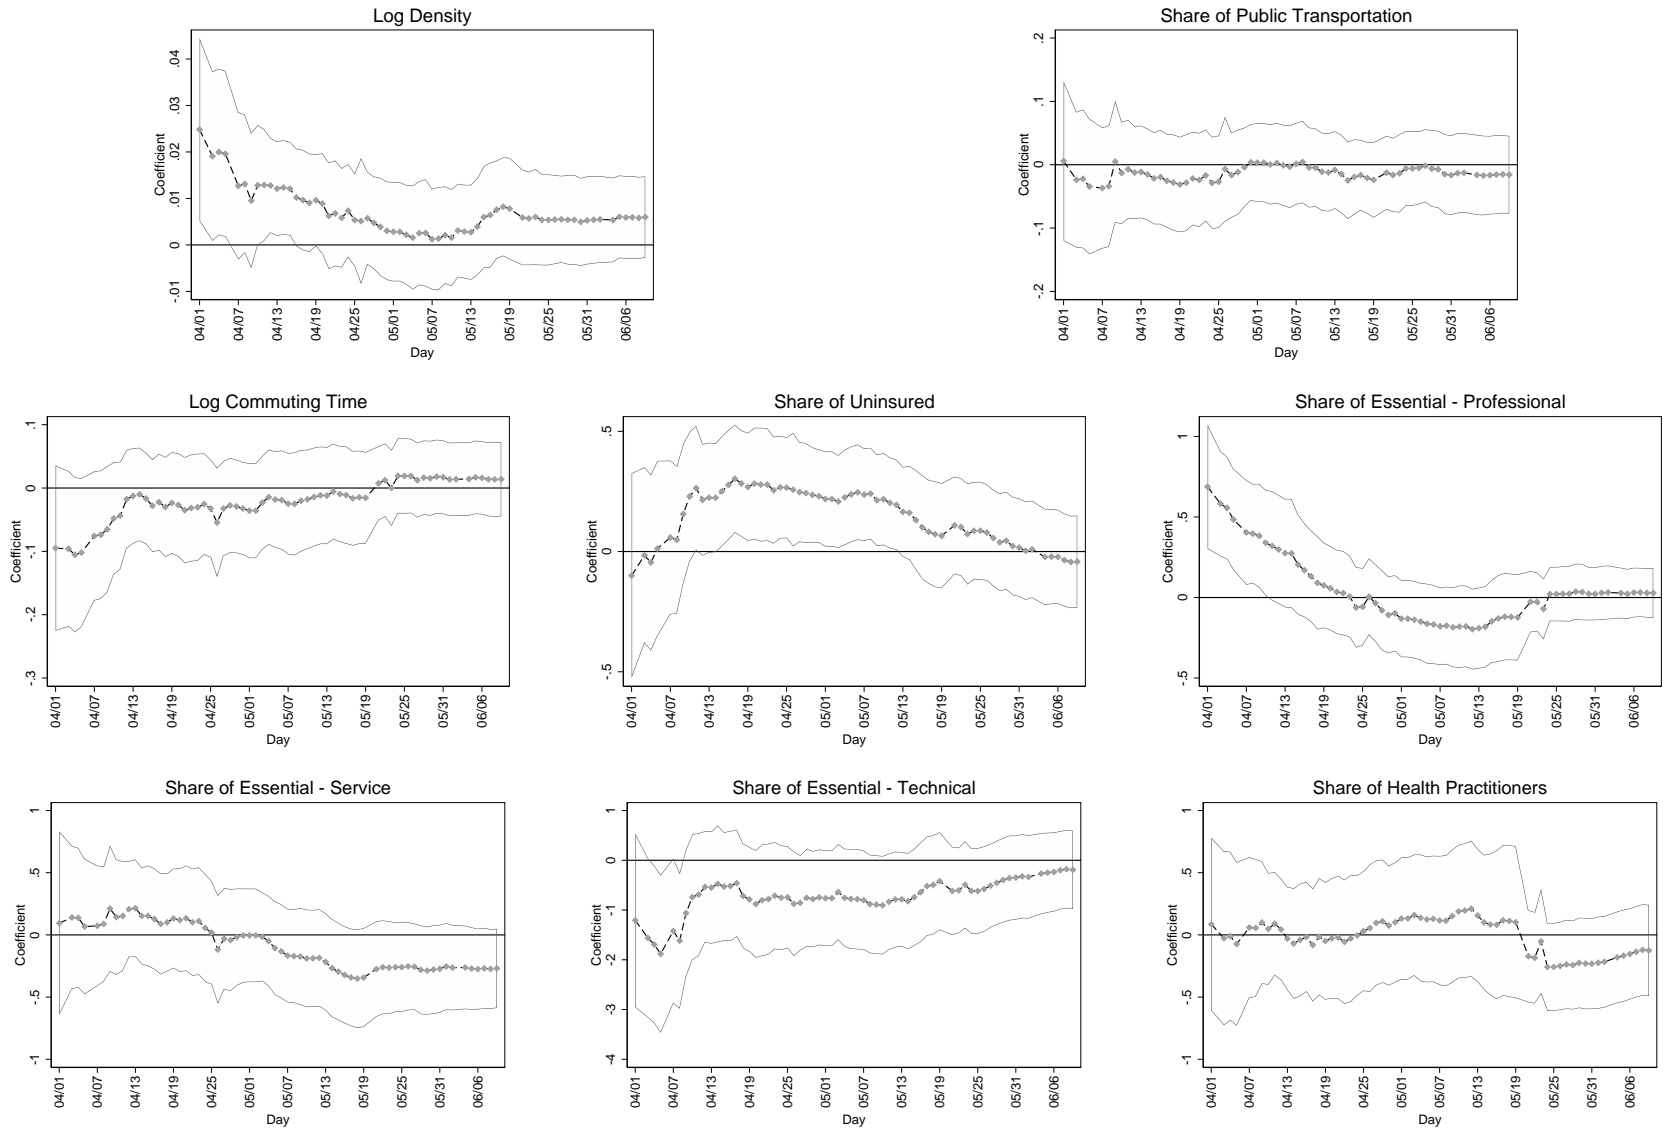 Log Density
Coefficient
-.01 0 .01 .02 .03 .04
04/01 04/07 04/13 04/19 04/25 05/01 05/07 05/13 05/19 05/25 05/31 06/06
Day
Share of Public Transportation
Coefficient
-.2 -.1 0 .1 .2
04/01 04/07 04/13 04/19 04/25 05/01 05/07 05/13 05/19 05/25 05/31 06/06
Day
Log Commuting Time
Coefficient
-.3 -.2 -.1 0 .1
04/01 04/07 04/13 04/19 04/25 05/01 05/07 05/13 05/19 05/25 05/31 06/06
Day
Share of Uninsured
Coefficient
-.5 0 .5
04/01 04/07 04/13 04/19 04/25 05/01 05/07 05/13 05/19 05/25 05/31 06/06
Day
Share of Essential - Professional
Coefficient
-.5 0 .5 1
04/01 04/07 04/13 04/19 04/25 05/01 05/07 05/13 05/19 05/25 05/31 06/06
Day
Share of Essential - Service
Coefficient
-1 -.5 0 .5 1
04/01 04/07 04/13 04/19 04/25 05/01 05/07 05/13 05/19 05/25 05/31 06/06
Day
Share of Essential - Technical
Coefficient
-4 -3 -2 -1 0 1
04/01 04/07 04/13 04/19 04/25 05/01 05/07 05/13 05/19 05/25 05/31 06/06
Day
Share of Health Practitioners
Coefficient
-1 -.5 0 .5 1
04/01 04/07 04/13 04/19 04/25 05/01 05/07 05/13 05/19 05/25 05/31 06/06
Day